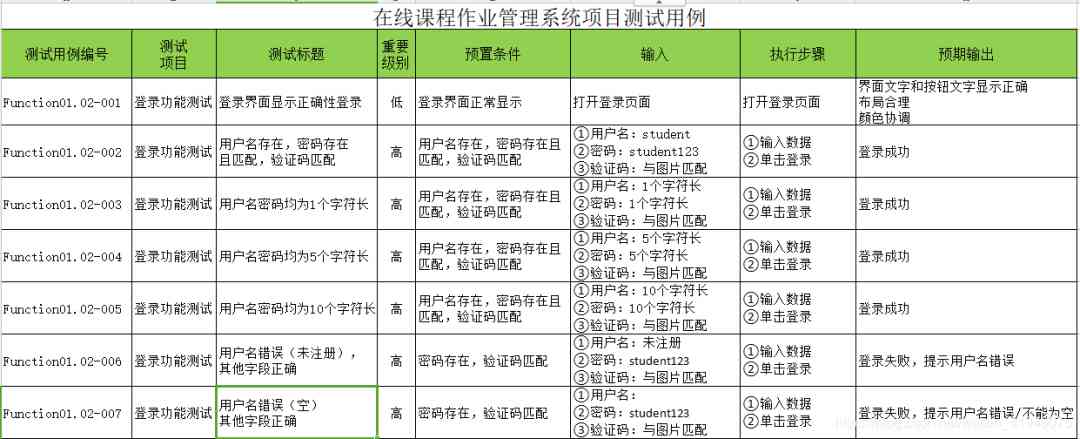 在线课程作业管理系统项目测试用例
测试用例编号 测试项目 测试标题 重要级别 预置条件 输入 执行步骤 预期输出
Function01.02-001 登录功能测试 登录界面显示正确性登录 低 登录界面正常显示 打开登录页面 打开登录页面 界面文字和按钮文字显示正确
布局合理
颜色协调
Function01.02-002 登录功能测试 用户名存在，密码存在
且匹配，验证码匹配 高 用户名存在，密码存在且
匹配，验证码匹配 ①用户名：student
②密码：student123
③验证码：与图片匹配 ①输入数据
②单击登录 登录成功
Function01.02-003 登录功能测试 用户名密码均为1个字符长 高 用户名存在，密码存在且
匹配，验证码匹配 ①用户名：1个字符长
②密码：1个字符长
③验证码：与图片匹配 ①输入数据
②单击登录 登录成功
Function01.02-004 登录功能测试 用户名密码均为5个字符长 高 用户名存在，密码存在且
匹配，验证码匹配 ①用户名：5个字符长
②密码：5个字符长
③验证码：与图片匹配 ①输入数据
②单击登录 登录成功
Function01.02-005 登录功能测试 用户名密码均为10个字符长 高 用户名存在，密码存在且
匹配，验证码匹配 ①用户名：10个字符长
②密码：10个字符长
③验证码：与图片匹配 ①输入数据
②单击登录 登录成功
Function01.02-006 登录功能测试 用户名错误（未注册），
其他字段正确 高 密码存在，验证码匹配 ①用户名：未注册
②密码：student123
③验证码：与图片匹配 ①输入数据
②单击登录 登录失败，提示用户名错误
Function01.02-007 登录功能测试 用户名错误（空）
其他字段正确 高 密码存在，验证码匹配 ①用户名：
②密码：student123
③验证码：与图片匹配 ①输入数据
②单击登录 登录失败，提示用户名错误/不能为空